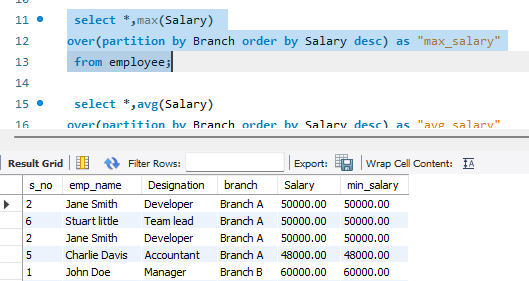 11 select *,max(Salary)
12 over(partition by Branch order by Salary desc) as "max_salary"
13 from employee;
14
15 select *,avg(Salary)
16 over(partition by Branch order by Salary desc) as "avg_salary"
Result Grid Filter Rows: Export: Wrap Cell Content: IA
s_no emp_name Designation branch Salary min_salary
2 Jane Smith Developer Branch A 50000.00 50000.00
6 Stuart little Team lead Branch A 50000.00 50000.00
2 Jane Smith Developer Branch A 50000.00 50000.00
5 Charlie Davis Accountant Branch A 48000.00 48000.00
1 John Doe Manager Branch B 60000.00 60000.00